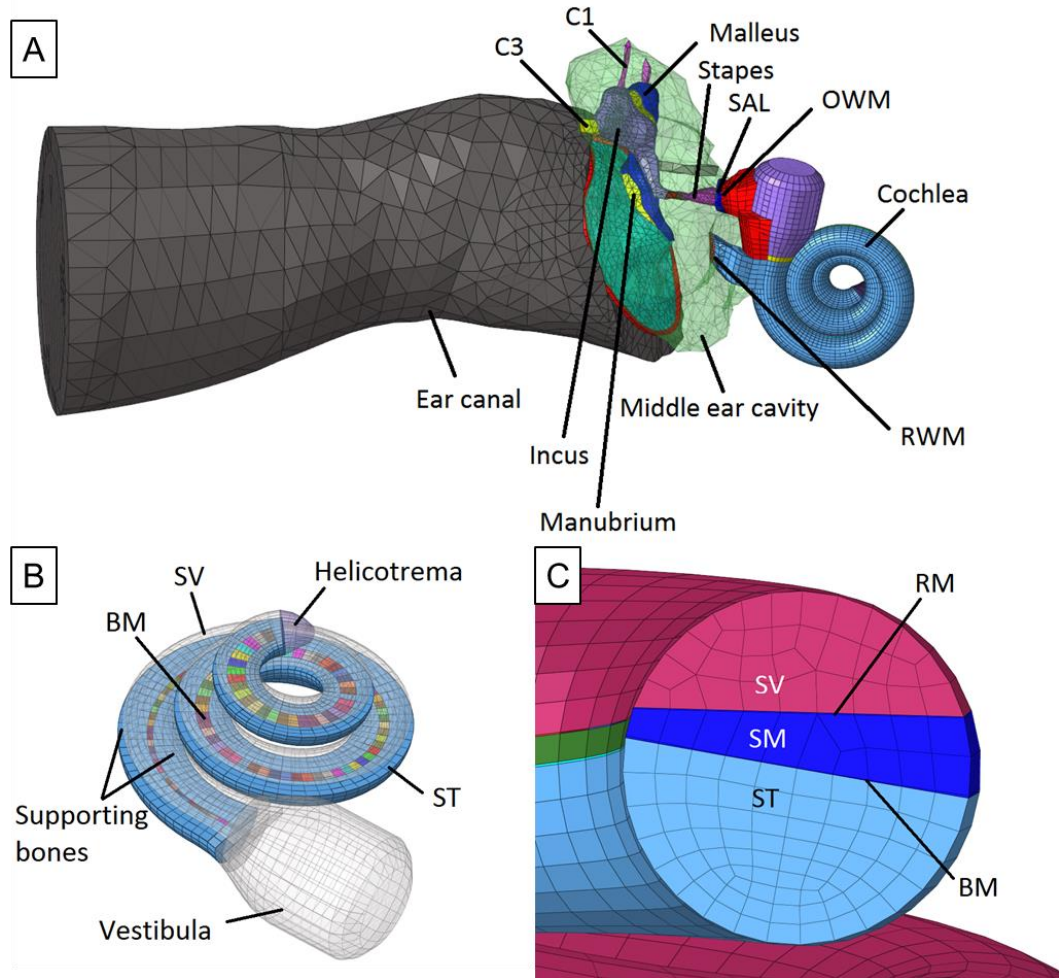 A
C1
C3
Malleus
Stapes
SAL
OWM
Cochlea
Ear canal
Middle ear cavity
RWM
Incus
Manubrium
B
SV
Helicotrema
BM
ST
Supporting
bones
Vestibula
C
RM
SV
SM
ST
BM